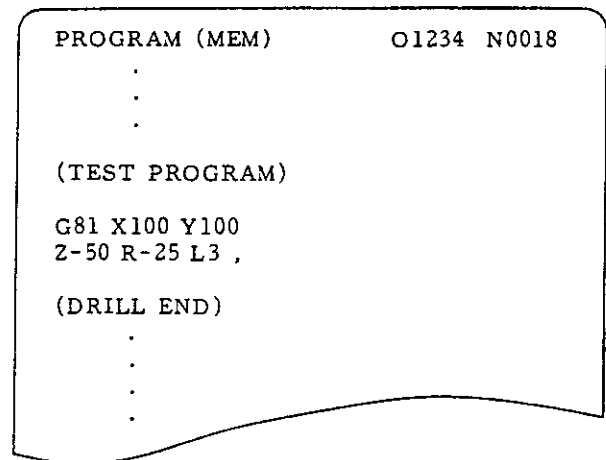 PROGRAM (MEM) O1234 N0018
.
.
.
(TEST PROGRAM)
G81 X100 Y100
Z-50 R-25 L3 ,
(DRILL END)
.
.
.
.